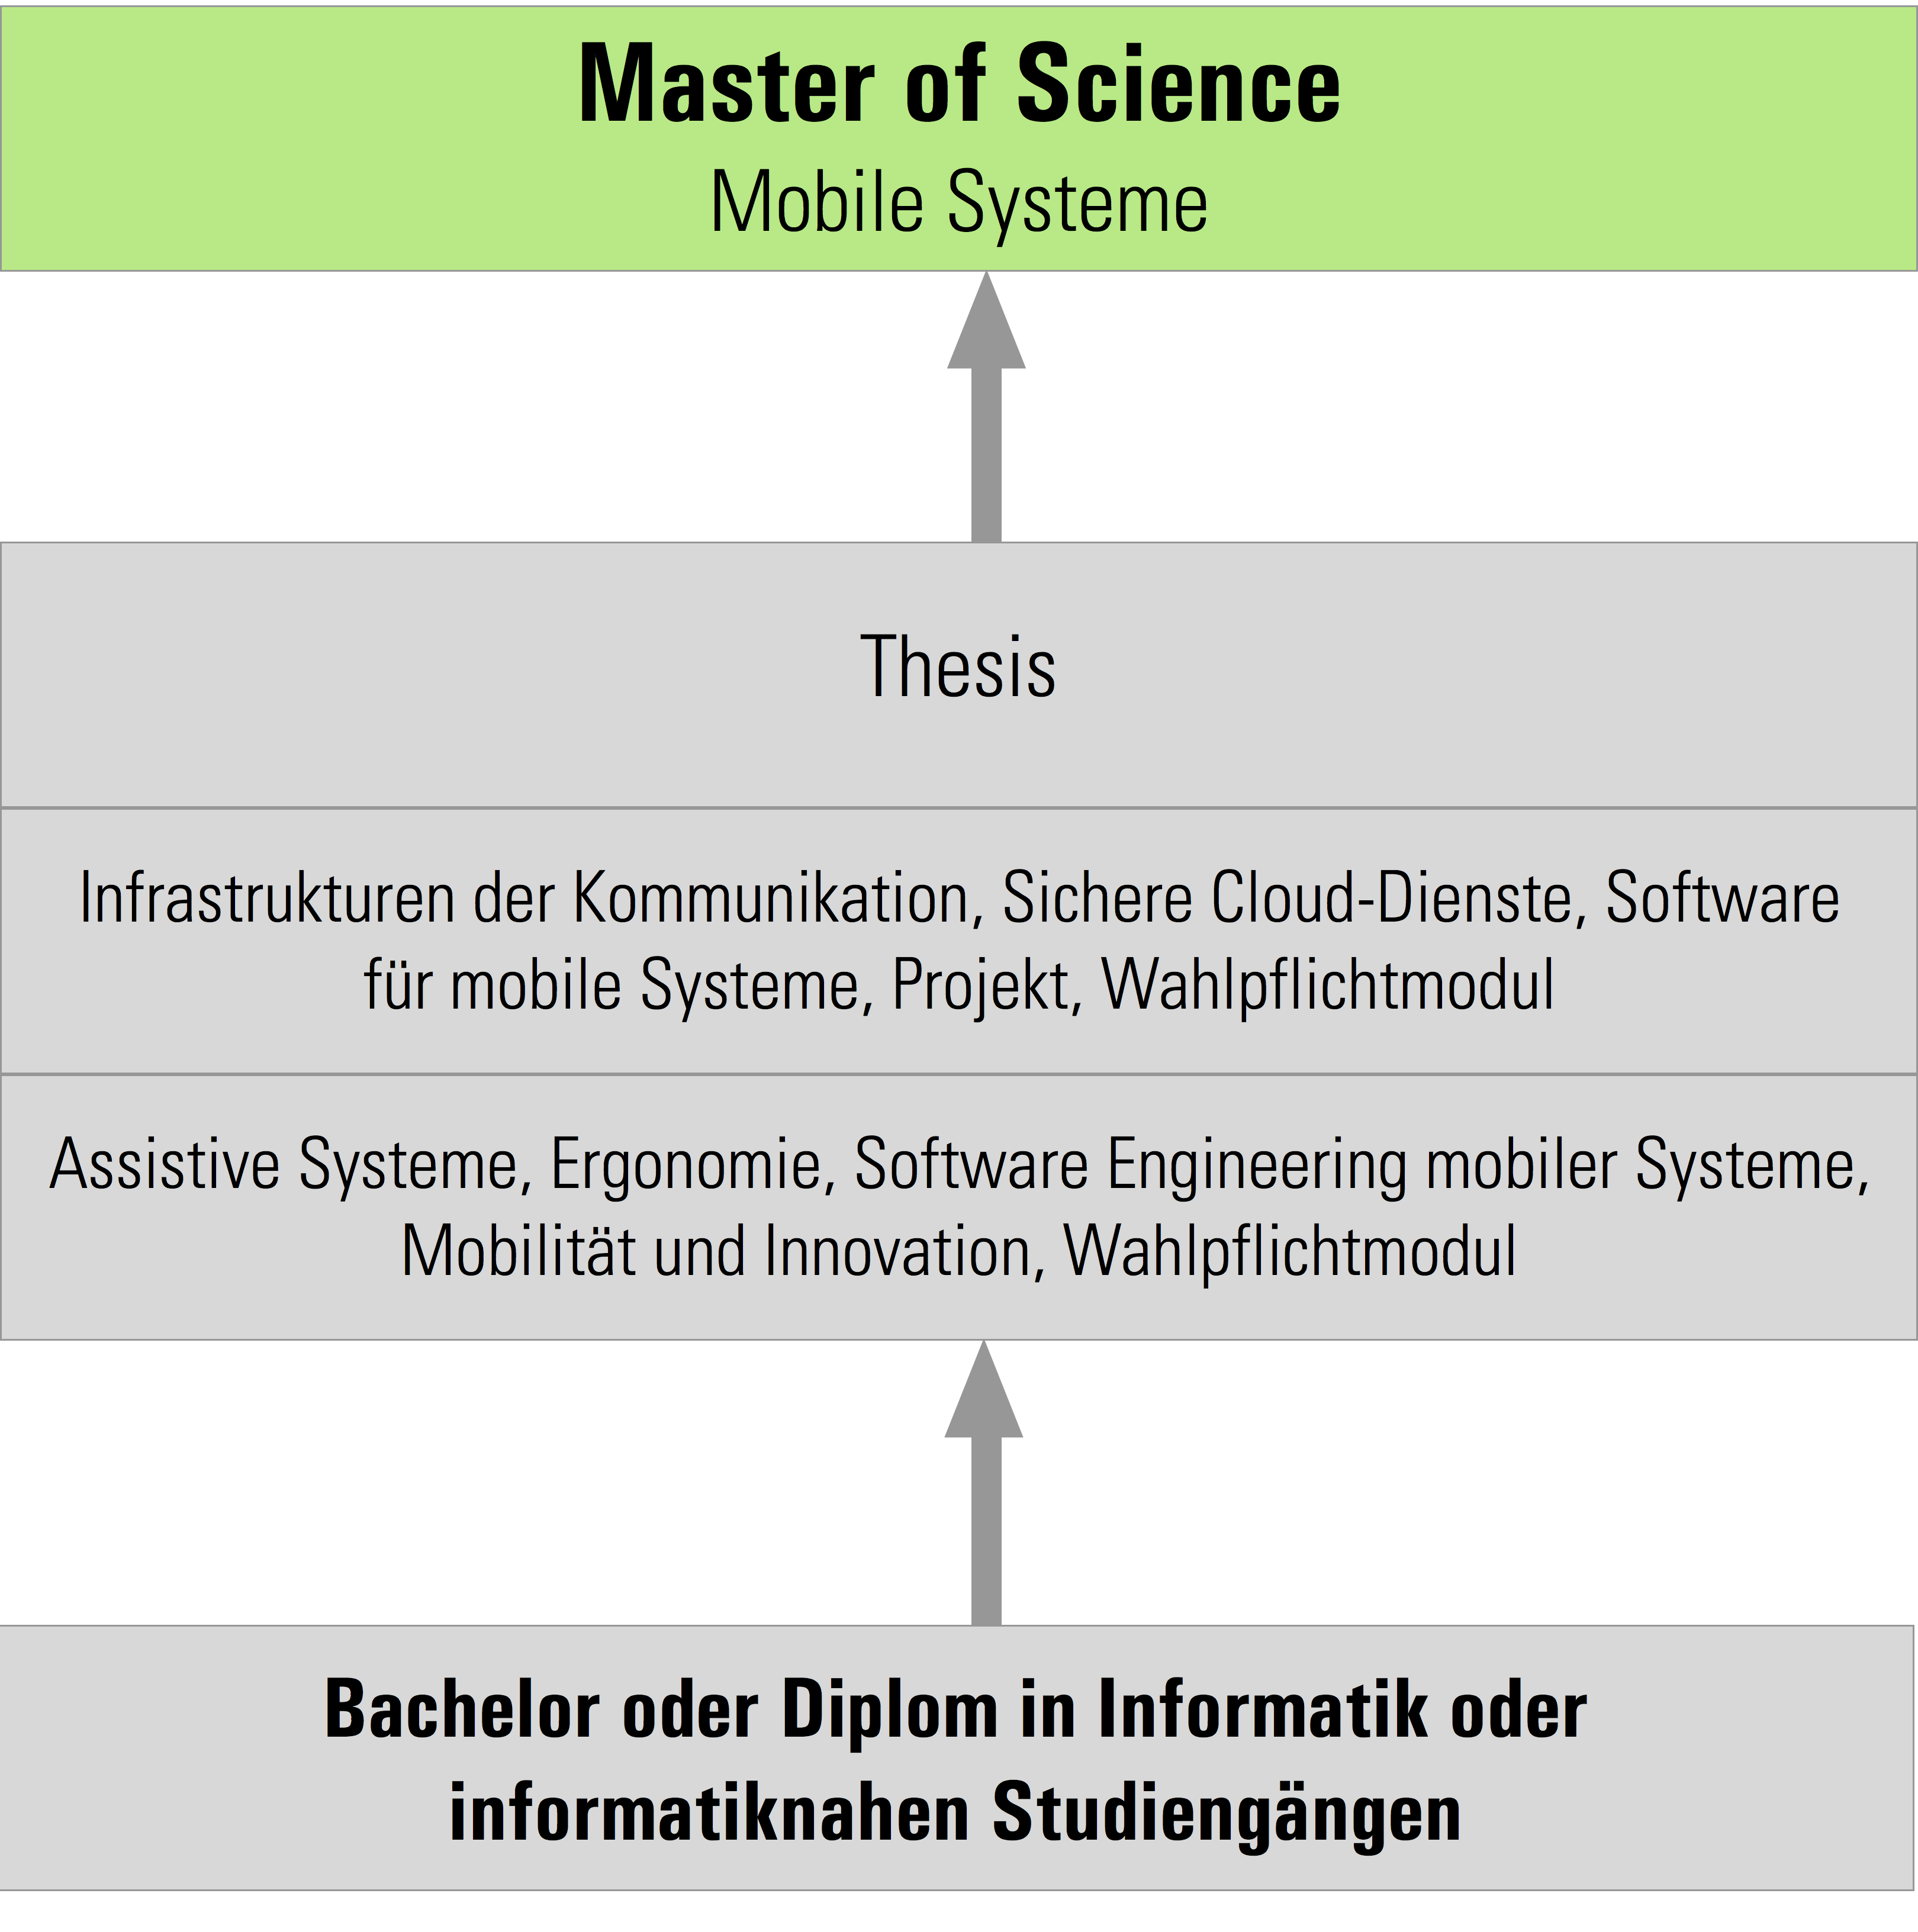 Master of Science
Mobile Systeme
Thesis
Infrastrukturen der Kommunikation, Sichere Cloud-Dienste, Software
für mobile Systeme, Projekt, Wahlpflichtmodul
Assistive Systeme, Ergonomie, Software Engineering mobiler Systeme,
Mobilität und Innovation, Wahlpflichtmodul
Bachelor oder Diplom in Informatik oder
informatiknahen Studiengängen